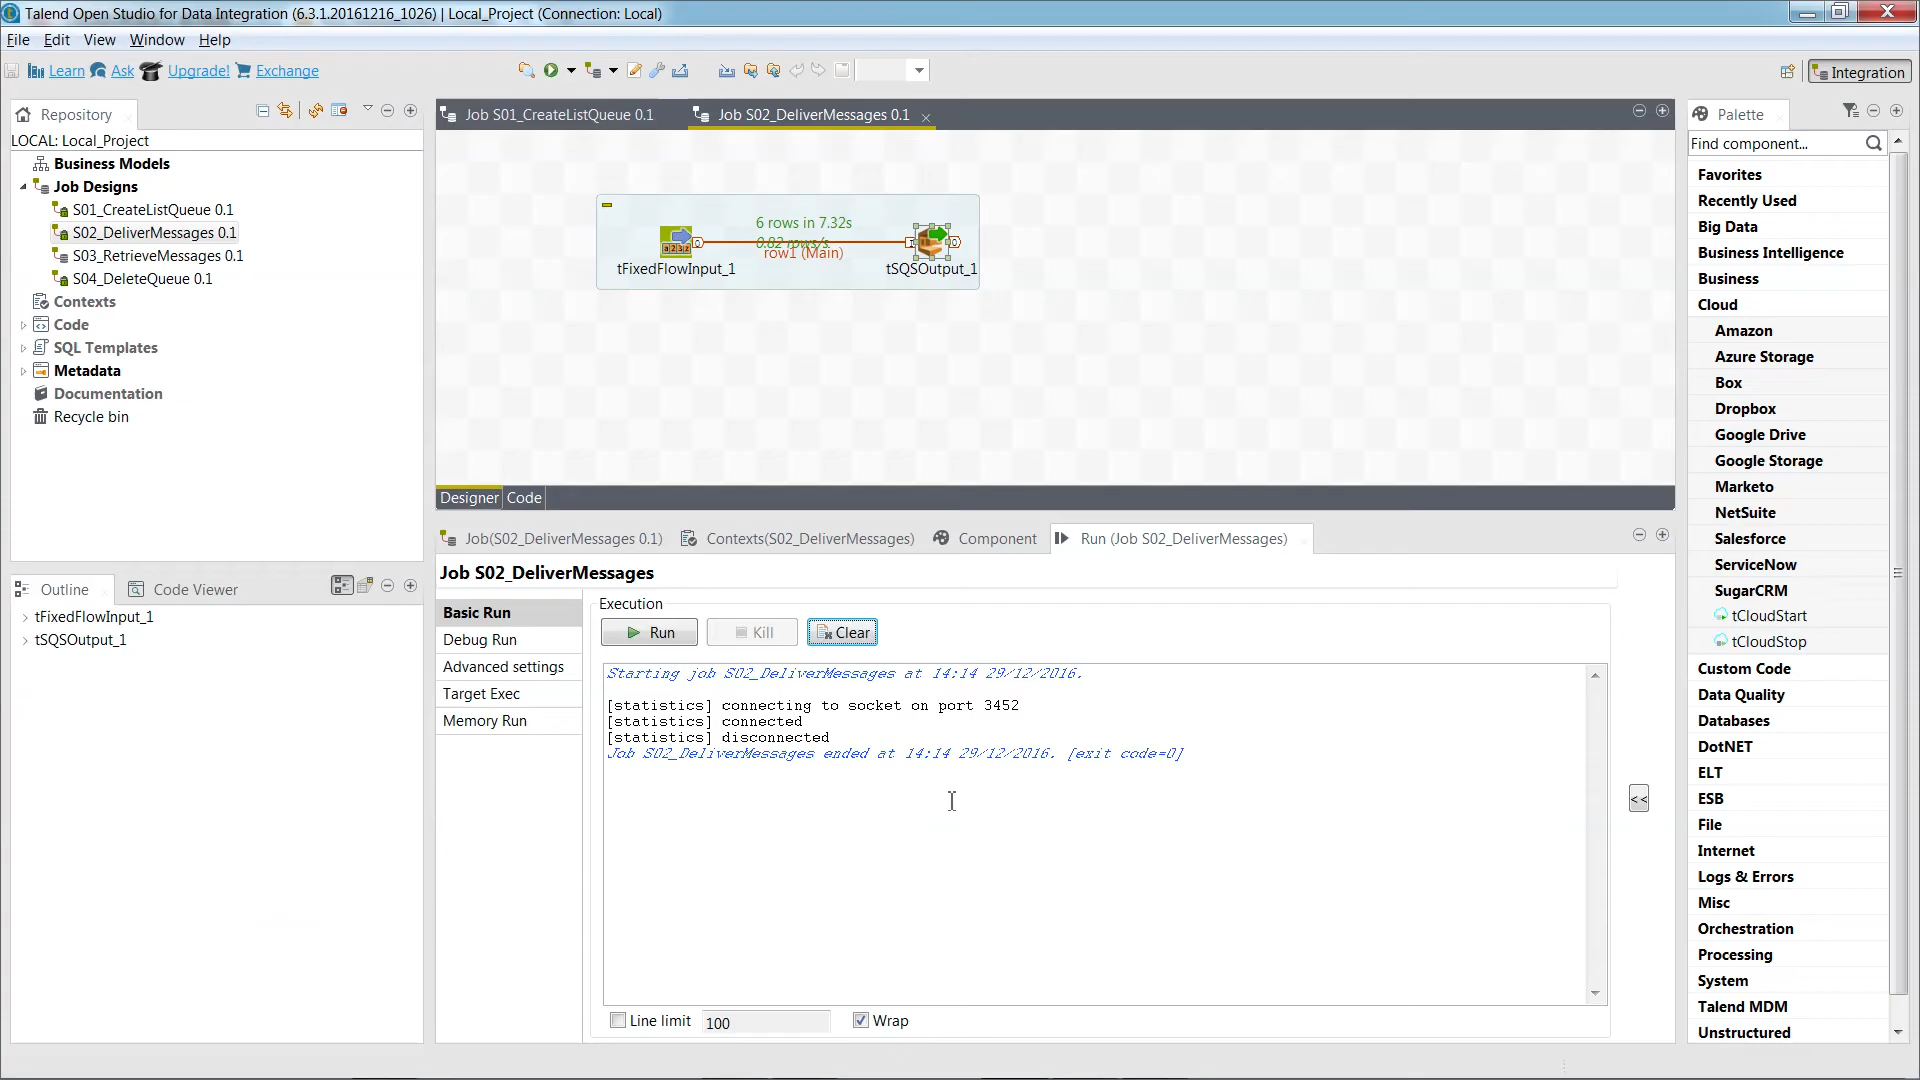 Talend Open Studio for Data Integration (6.3.1.20161216_1026) | Local_Project (Connection: Local)
File Edit View Window Help
Learn Ask Upgrade! Exchange
Integration
Repository
LOCAL: Local_Project
Business Models
Job Designs
S01_CreateListQueue 0.1
S02_DeliverMessages 0.1
S03_RetrieveMessages 0.1
S04_DeleteQueue 0.1
Contexts
Code
SQL Templates
Metadata
Documentation
Recycle bin
Outline Code Viewer
tFixedFlowInput_1
tSQSOutput_1
Job S01_CreateListQueue 0.1 Job S02_DeliverMessages 0.1
6 rows in 7.32s
0.82 rows/s
row1 (Main)
tFixedFlowInput_1 tSQSOutput_1
Designer Code
Job(S02_DeliverMessages 0.1) Contexts(S02_DeliverMessages) Component Run (Job S02_DeliverMessages)
Job S02_DeliverMessages
Basic Run
Debug Run
Advanced settings
Target Exec
Memory Run
Execution
Run Kill Clear
Starting job S02_DeliverMessages at 14:14 29/12/2016.
[statistics] connecting to socket on port 3452
[statistics] connected
[statistics] disconnected
Job S02_DeliverMessages ended at 14:14 29/12/2016. [exit code=0]
<<
Line limit 100 Wrap
Palette
Find component...
Favorites
Recently Used
Big Data
Business Intelligence
Business
Cloud
Amazon
Azure Storage
Box
Dropbox
Google Drive
Google Storage
Marketo
NetSuite
Salesforce
ServiceNow
SugarCRM
tCloudStart
tCloudStop
Custom Code
Data Quality
Databases
DotNET
ELT
ESB
File
Internet
Logs & Errors
Misc
Orchestration
Processing
System
Talend MDM
Unstructured